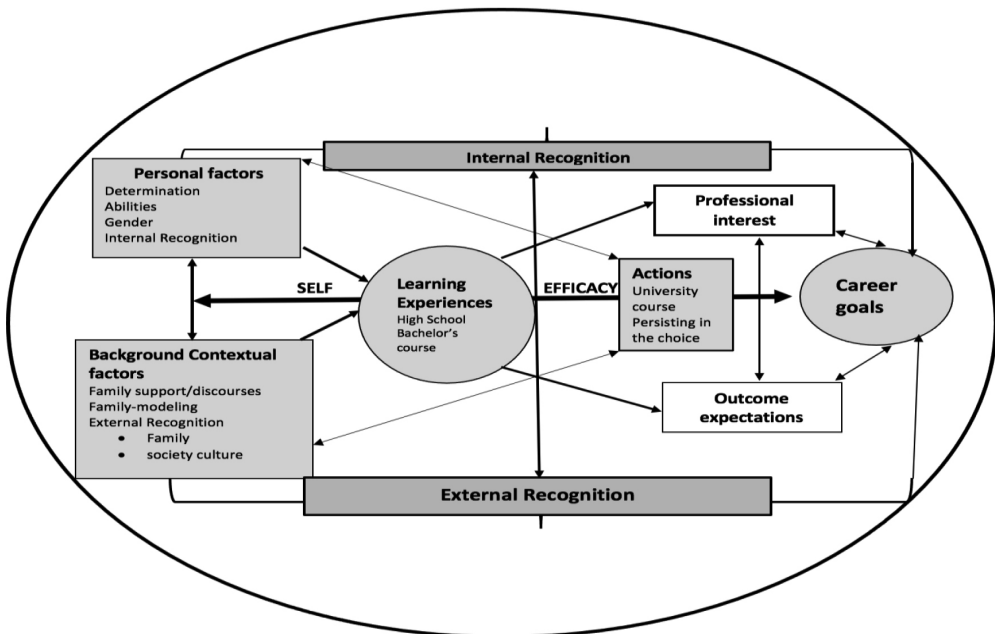 Internal Recognition
Personal factors
Determination
Abilities
Gender
Internal Recognition
Professional
interest
SELF
Learning
Experiences
High School
Bachelor's
course
EFFICACY
Actions
University
course
Persisting in
the choice
Career
goals
Background Contextual
factors
Family support/discourses
Family-modeling
External Recognition
• Family
• society culture
Outcome
expectations
External Recognition